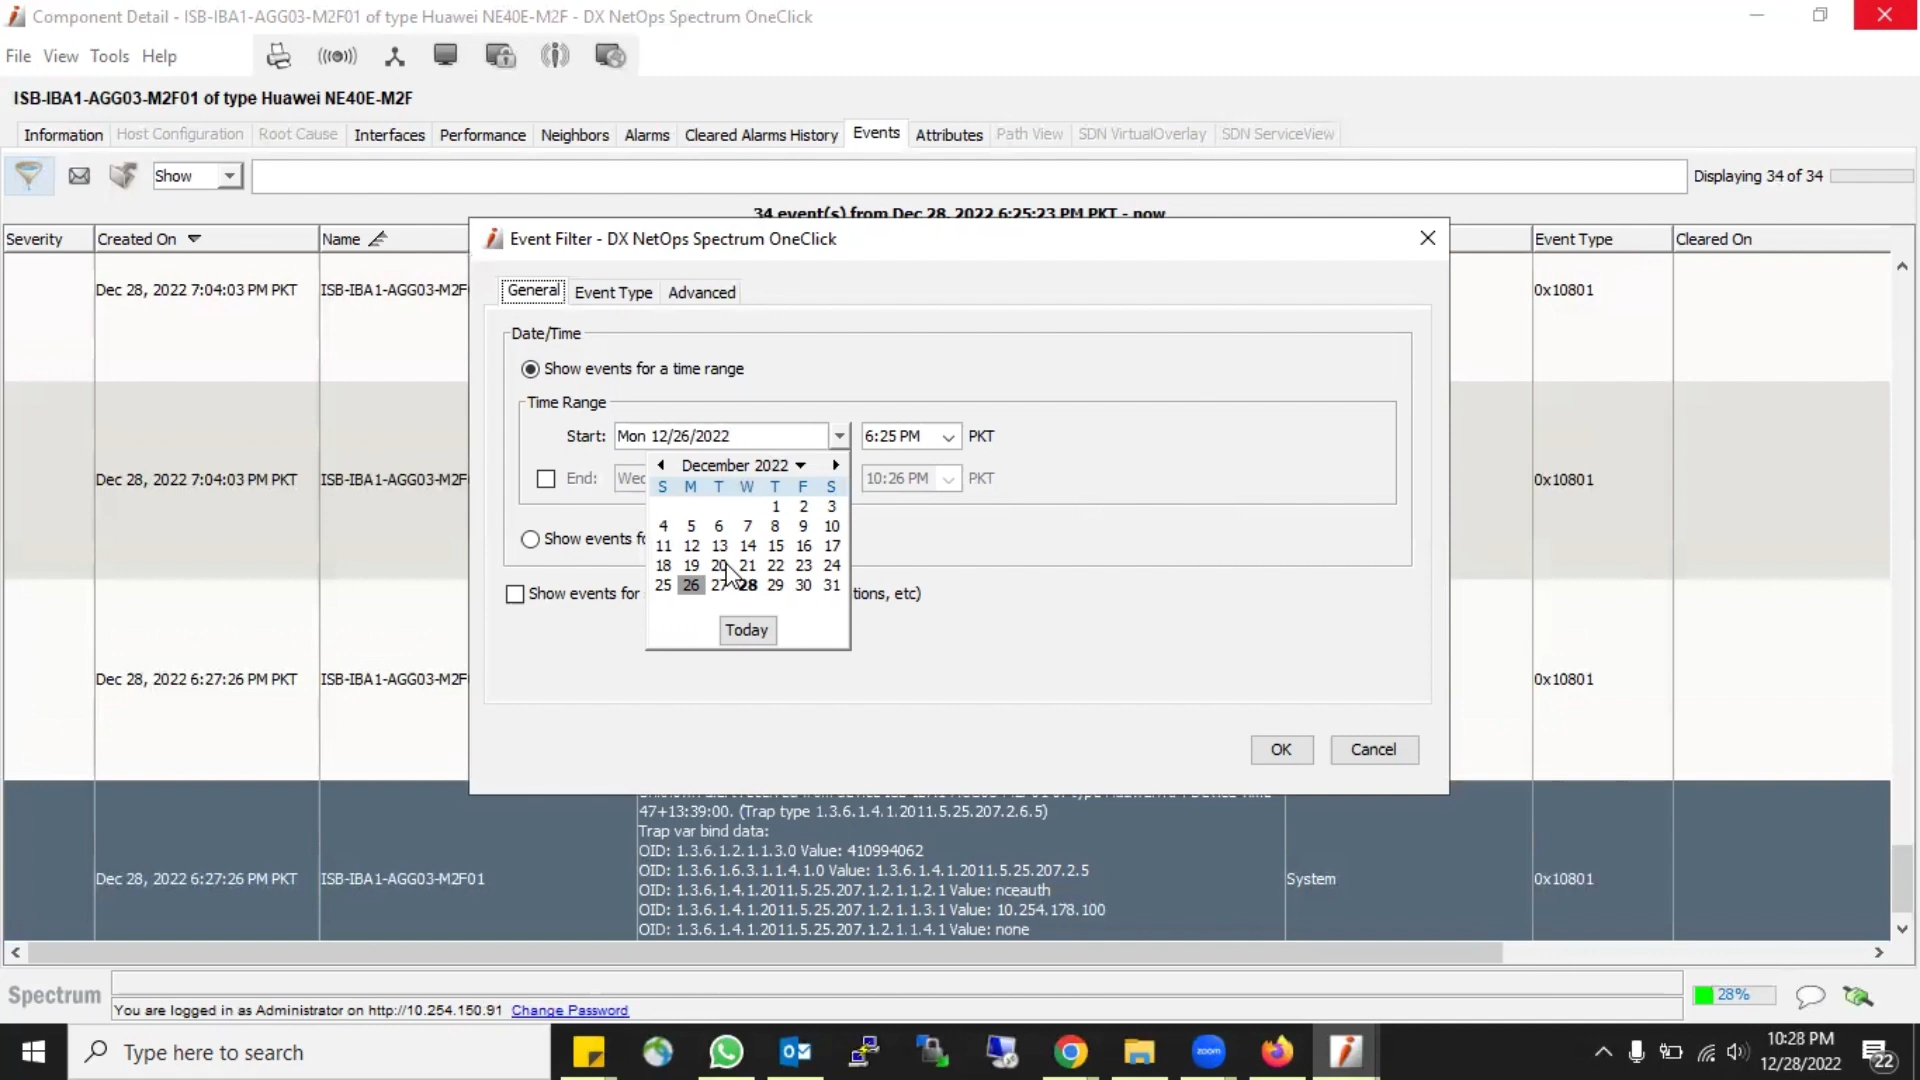 Component Detail - ISB-IBA1-AGG03-M2F01 of type Huawei NE40E-M2F - DX NetOps Spectrum OneClick
File View Tools Help
ISB-IBA1-AGG03-M2F01 of type Huawei NE40E-M2F
Information Host Configuration Root Cause Interfaces Performance Neighbors Alarms Cleared Alarms History Events Attributes Path View SDN VirtualOverlay SDN ServiceView
Show Displaying 34 of 34
34 event(s) from Dec 28, 2022 6:25:23 PM PKT - now
Severity Created On Name Event Type Cleared On
Event Filter - DX NetOps Spectrum OneClick
Dec 28, 2022 7:04:03 PM PKT ISB-IBA1-AGG03-M2F 0x10801
General Event Type Advanced
Date/Time
Show events for a time range
Time Range
Start: Mon 12/26/2022 6:25 PM PKT
End: Wed 10:26 PM PKT
December 2022
S M T W T F S
1 2 3
4 5 6 7 8 9 10
11 12 13 14 15 16 17
18 19 20 21 22 23 24
25 26 27 28 29 30 31
Today
Dec 28, 2022 7:04:03 PM PKT ISB-IBA1-AGG03-M2F 0x10801
Show events fo
Show events for tions, etc)
Dec 28, 2022 6:27:26 PM PKT ISB-IBA1-AGG03-M2F 0x10801
OK Cancel
47+13:39:00. (Trap type 1.3.6.1.4.1.2011.5.25.207.2.6.5)
Trap var bind data:
OID: 1.3.6.1.2.1.1.3.0 Value: 410994062
OID: 1.3.6.1.6.3.1.1.4.1.0 Value: 1.3.6.1.4.1.2011.5.25.207.2.5
Dec 28, 2022 6:27:26 PM PKT ISB-IBA1-AGG03-M2F01 System 0x10801
OID: 1.3.6.1.4.1.2011.5.25.207.1.2.1.1.2.1 Value: nceauth
OID: 1.3.6.1.4.1.2011.5.25.207.1.2.1.1.3.1 Value: 10.254.178.100
OID: 1.3.6.1.4.1.2011.5.25.207.1.2.1.1.4.1 Value: none
Spectrum 28%
You are logged in as Administrator on http://10.254.150.91 Change Password
Type here to search
zoom
10:28 PM
12/28/2022
22